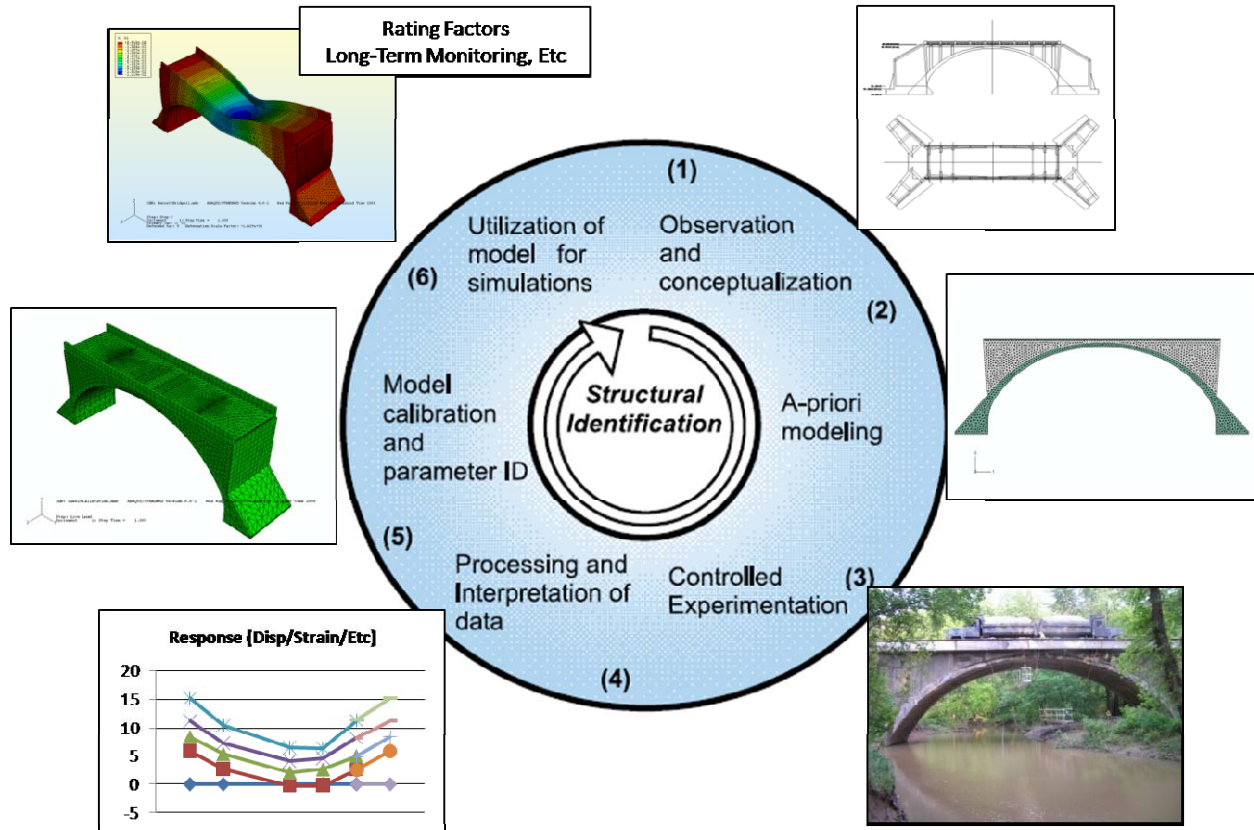 Rating Factors
Long-Term Monitoring, Etc
(1)
Utilization of
model for
simulations
Observation
and
conceptualization
(6)
(2)
Model
calibration
and
parameter ID
Structural
Identification
A-priori
modeling
(5)
Processing and
Interpretation of
data
Controlled
Experimentation
(3)
(4)
Response (Disp/Strain/Etc)
20
15
10
5
0
-5